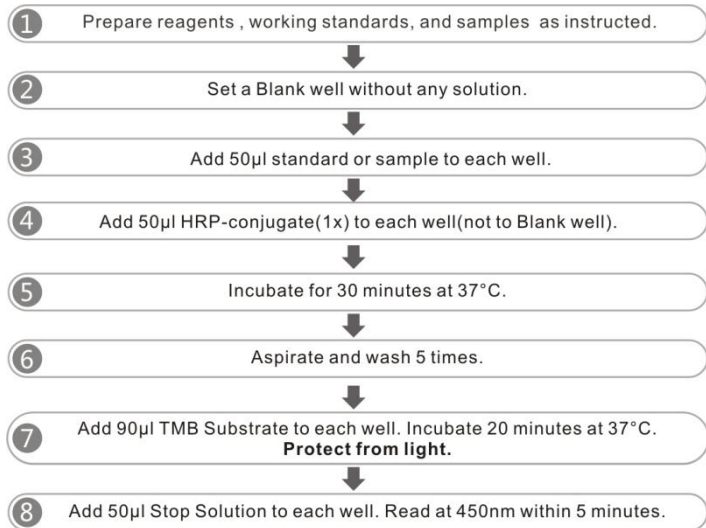 1 Prepare reagents , working standards, and samples as instructed.
2 Set a Blank well without any solution.
3 Add 50μl standard or sample to each well.
4 Add 50μl HRP-conjugate(1x) to each well(not to Blank well).
5 Incubate for 30 minutes at 37°C.
6 Aspirate and wash 5 times.
7 Add 90μl TMB Substrate to each well. Incubate 20 minutes at 37°C.
Protect from light.
8 Add 50μl Stop Solution to each well. Read at 450nm within 5 minutes.